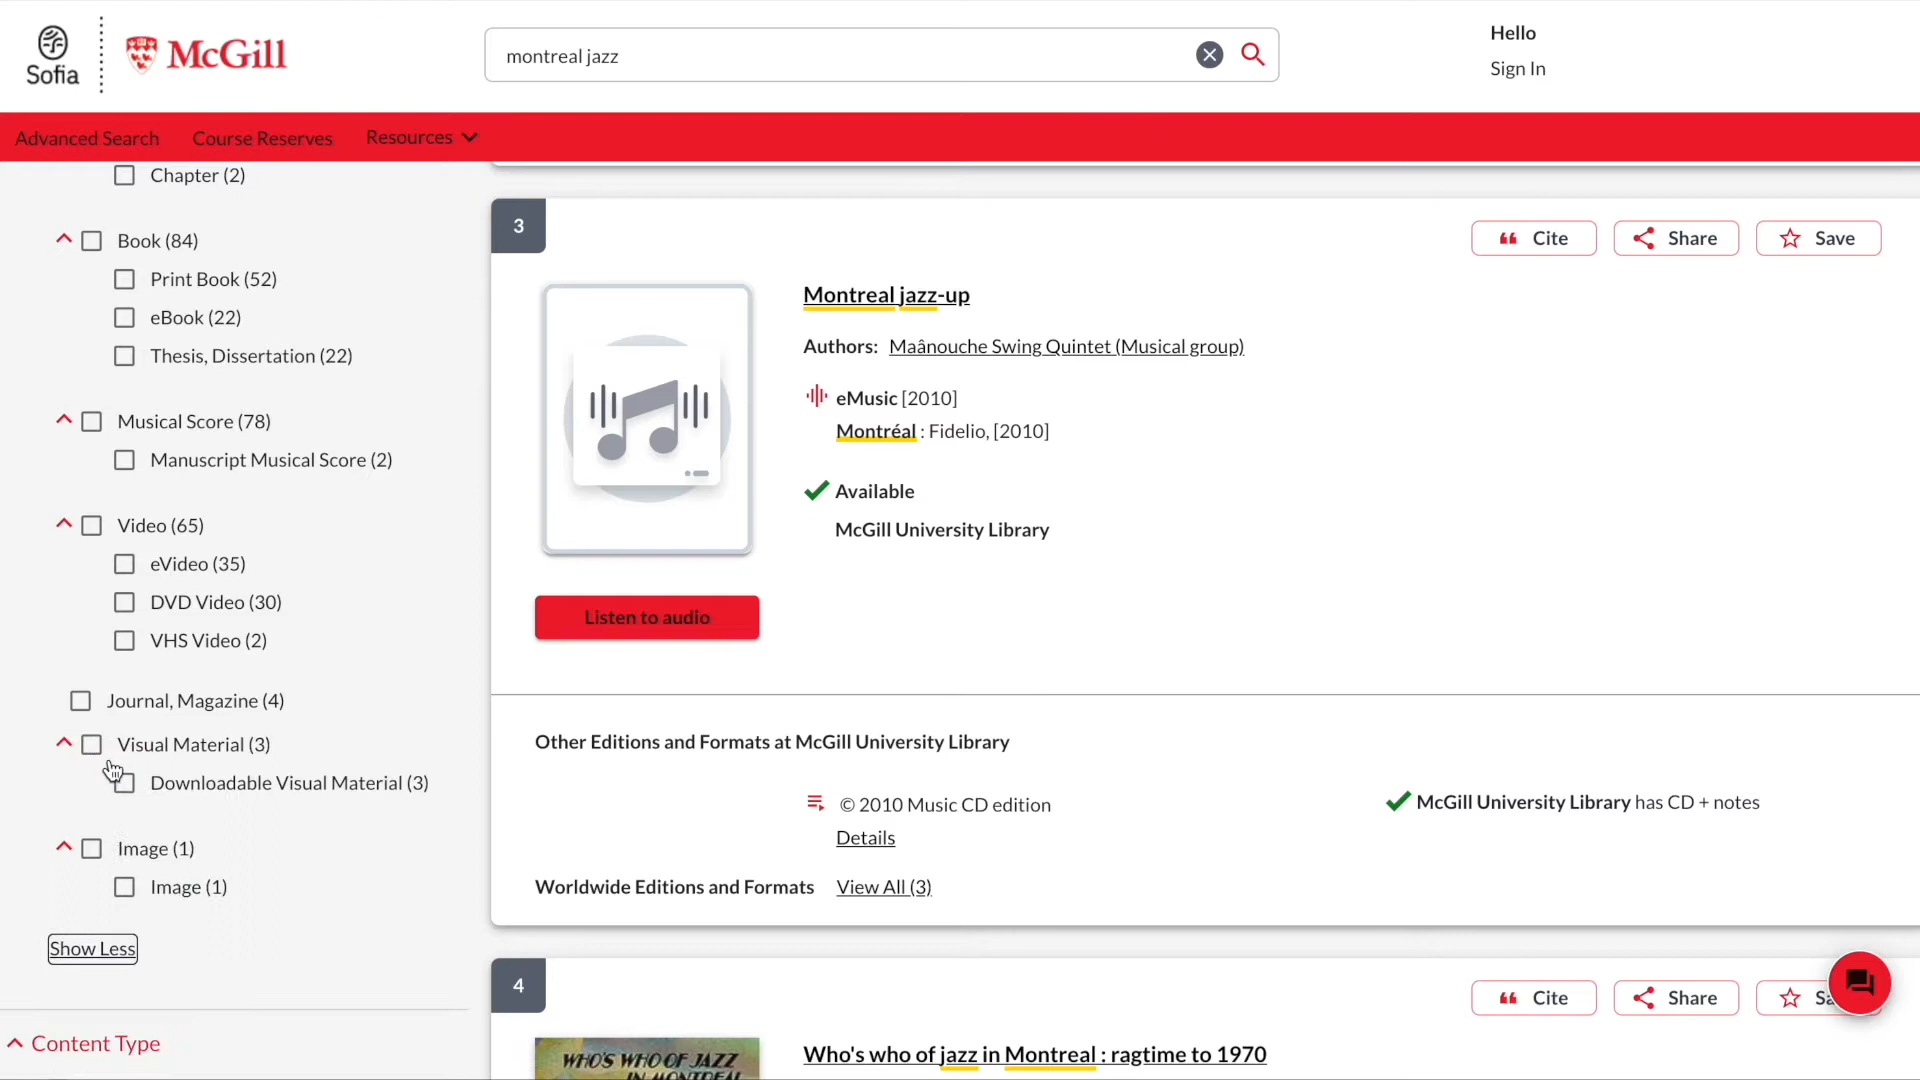 Sofia
McGill
montreal jazz
Hello
Sign In
Advanced Search
Course Reserves
Resources
Chapter (2)
Book (84)
Print Book (52)
eBook (22)
Thesis, Dissertation (22)
Musical Score (78)
Manuscript Musical Score (2)
Video (65)
eVideo (35)
DVD Video (30)
VHS Video (2)
Journal, Magazine (4)
Visual Material (3)
Downloadable Visual Material (3)
Image (1)
Image (1)
Show Less
Content Type
3
Cite
Share
Save
Montreal jazz-up
Authors: Maânouche Swing Quintet (Musical group)
eMusic [2010]
Montréal : Fidelio, [2010]
Available
McGill University Library
Listen to audio
Other Editions and Formats at McGill University Library
© 2010 Music CD edition
Details
McGill University Library has CD + notes
Worldwide Editions and Formats View All (3)
4
Cite
Share
WHO'S WHO OF JAZZ
IN MONTREAL
Who's who of jazz in Montreal : ragtime to 1970